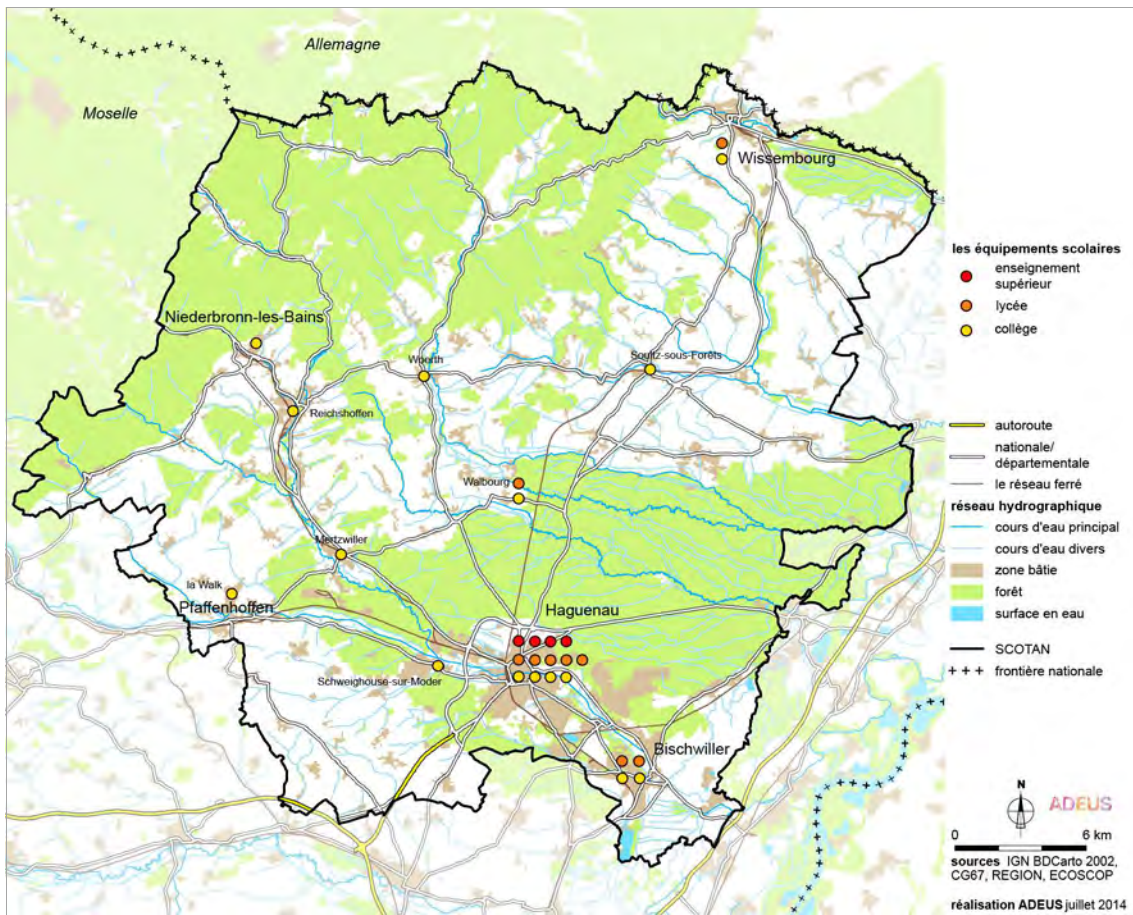 Allemagne
Moselle
Wissembourg
Niederbronn-les-Bains
Woerth
Soultz-sous-Forêts
Reichshoffen
Walbourg
Mertzwiller
la Walk
Pfaffenhoffen
Haguenau
Schweighouse-sur-Moder
Bischwiller
les équipements scolaires
enseignement
supérieur
lycée
collège
autoroute
nationale/
départementale
le réseau ferré
réseau hydrographique
cours d'eau principal
cours d'eau divers
zone bâtie
forêt
surface en eau
SCOTAN
frontière nationale
N
ADEUS
0 6 km
sources IGN BDCarto 2002,
CG67, REGION, ECOSCOP
réalisation ADEUS juillet 2014